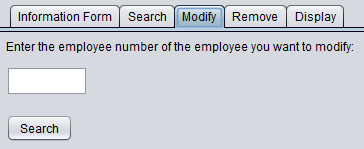 Information Form Search Modify Remove Display
Enter the employee number of the employee you want to modify:
Search